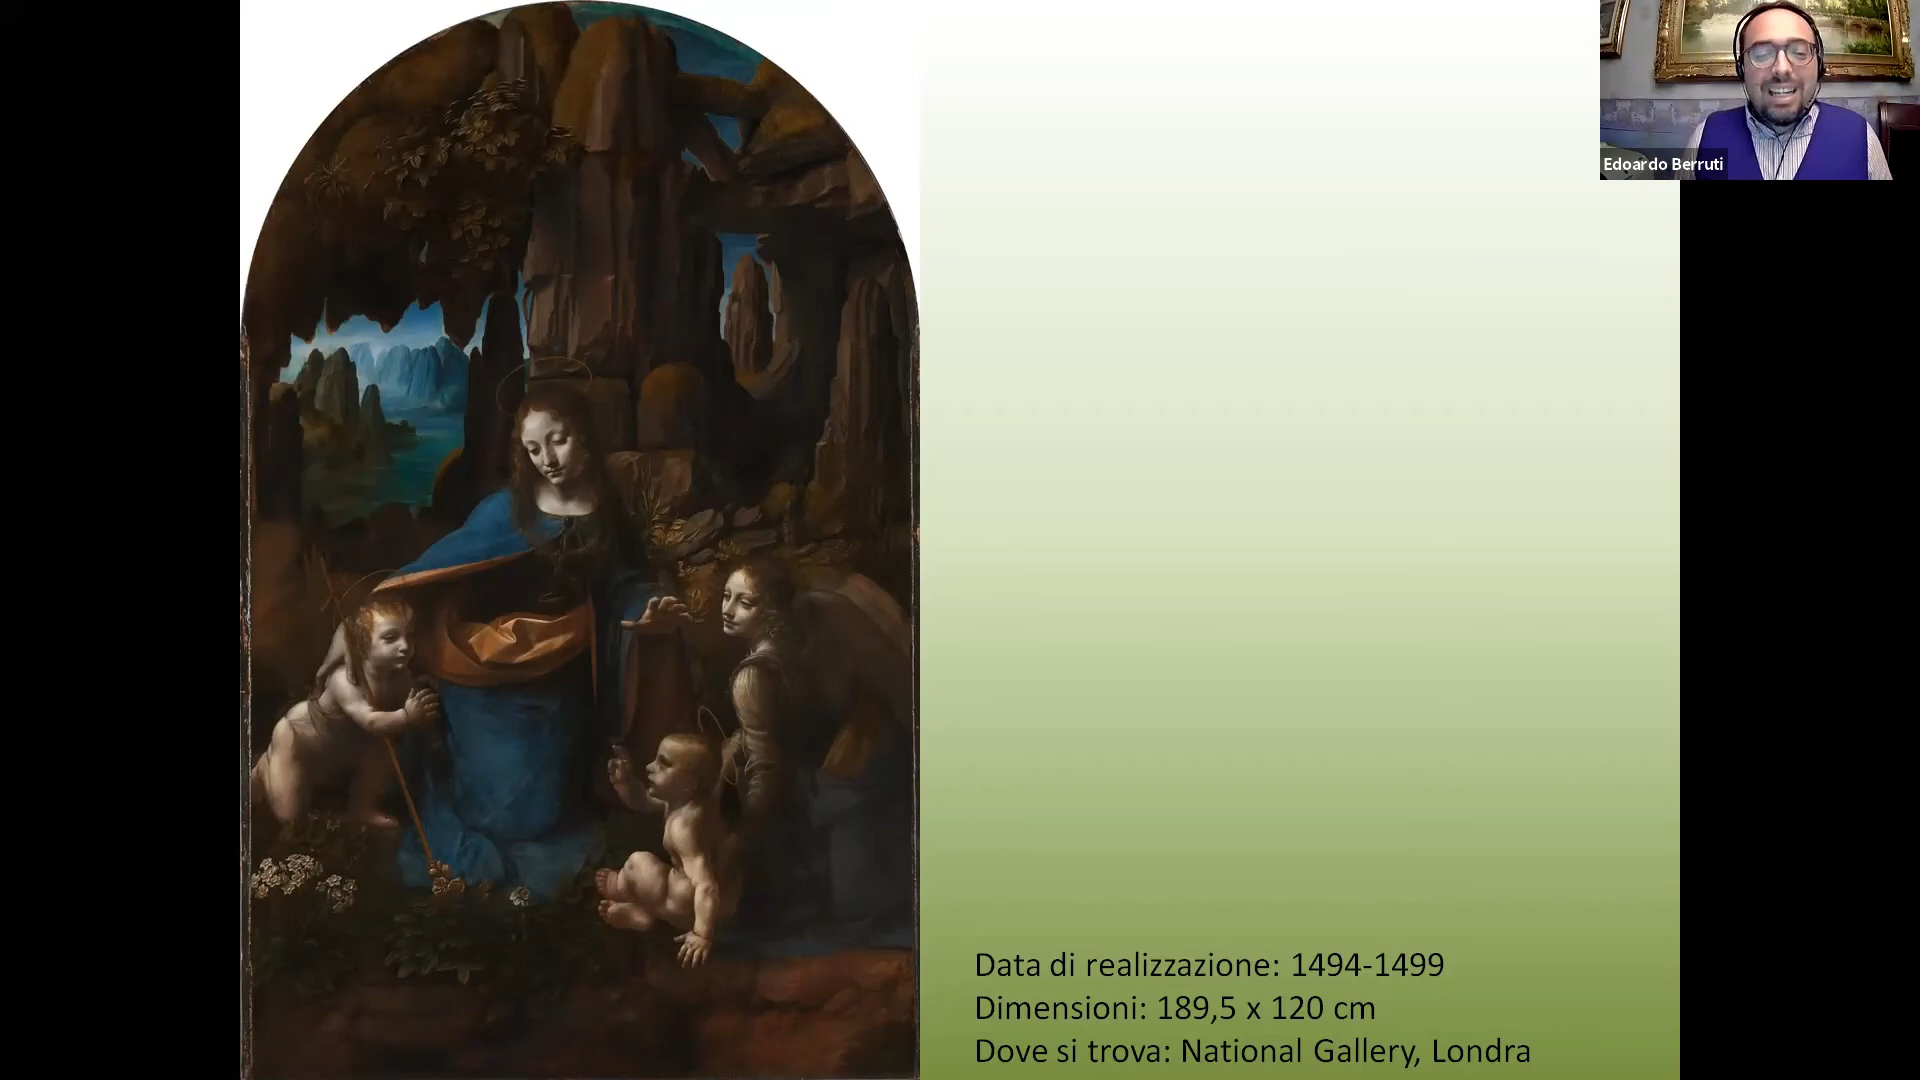 Edoardo Berruti
Data di realizzazione: 1494-1499
Dimensioni: 189,5 x 120 cm
Dove si trova: National Gallery, Londra